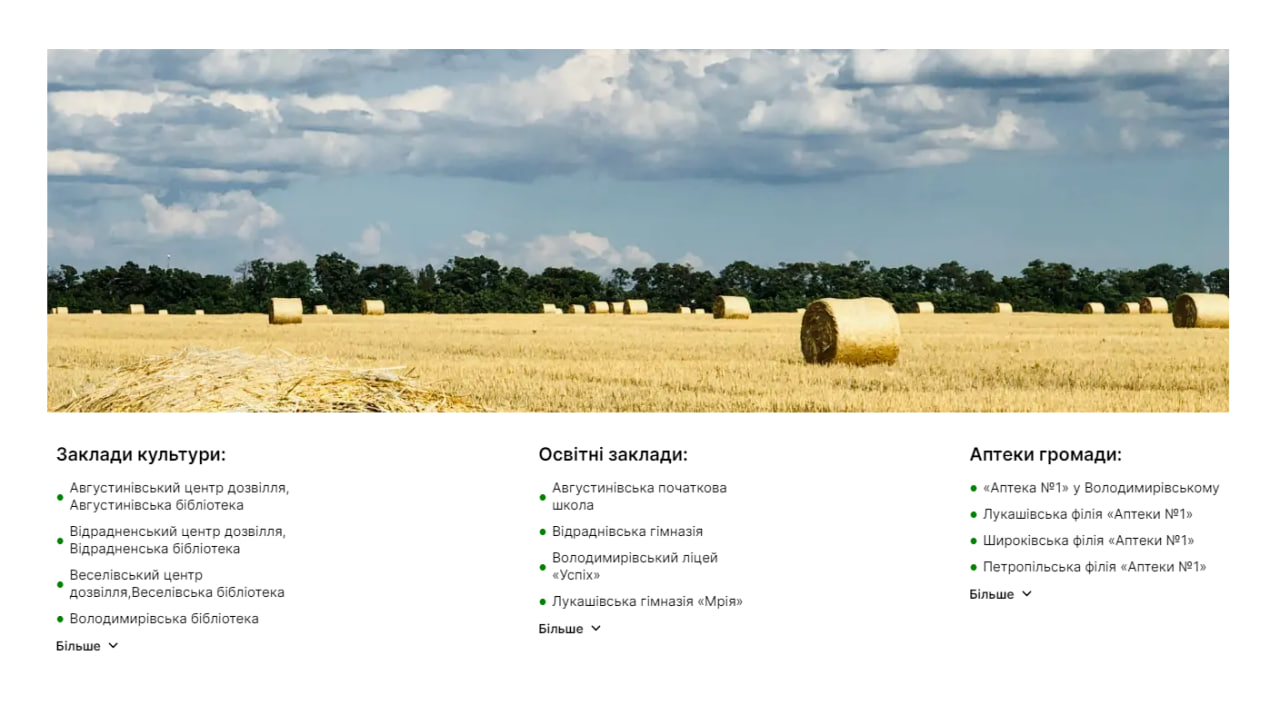 Заклади культури:
Августинівський центр дозвілля,
Августинівська бібліотека
Відрадненський центр дозвілля,
Відрадненська бібліотека
Веселівський центр
дозвілля,Веселівська бібліотека
Володимирівська бібліотека
Більше
Освітні заклади:
Августинівська початкова
школа
Відраднівська гімназія
Володимирівський ліцей
«Успіх»
Лукашівська гімназія «Мрія»
Більше
Аптеки громади:
«Аптека №1» у Володимирівському
Лукашівська філія «Аптеки №1»
Широківська філія «Аптеки №1»
Петропільська філія «Аптеки №1»
Більше